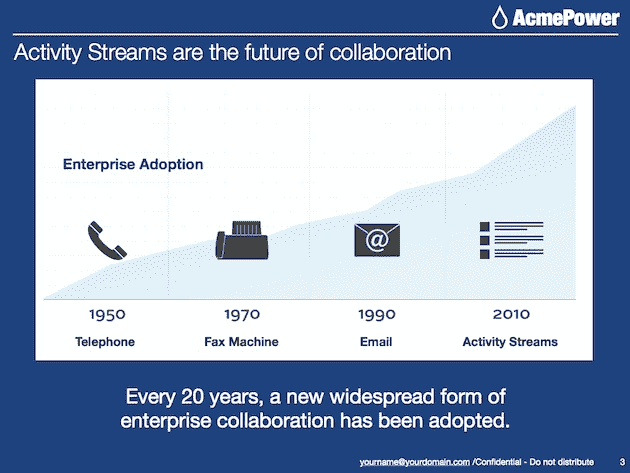 AcmePower
Activity Streams are the future of collaboration
Enterprise Adoption
@
1950 1970 1990 2010
Telephone Fax Machine Email Activity Streams
Every 20 years, a new widespread form of
enterprise collaboration has been adopted.
yourname@yourdomain.com /Confidential - Do not distribute 3